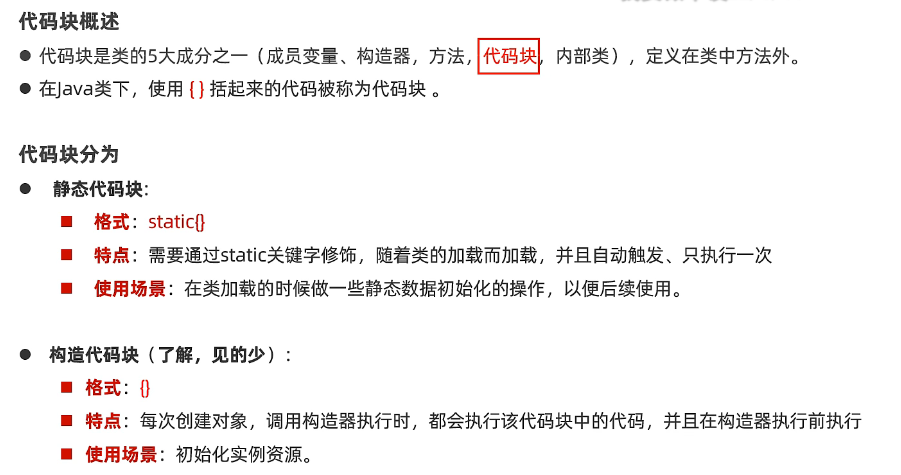 代码块概述
● 代码块是类的5大成分之一（成员变量、构造器，方法，代码块，内部类），定义在类中方法外。
● 在Java类下，使用 { } 括起来的代码被称为代码块 。
代码块分为
● 静态代码块:
■ 格式：static{}
■ 特点：需要通过static关键字修饰，随着类的加载而加载，并且自动触发、只执行一次
■ 使用场景：在类加载的时候做一些静态数据初始化的操作，以便后续使用。
● 构造代码块（了解，见的少）:
■ 格式：{}
■ 特点：每次创建对象，调用构造器执行时，都会执行该代码块中的代码，并且在构造器执行前执行
■ 使用场景：初始化实例资源。